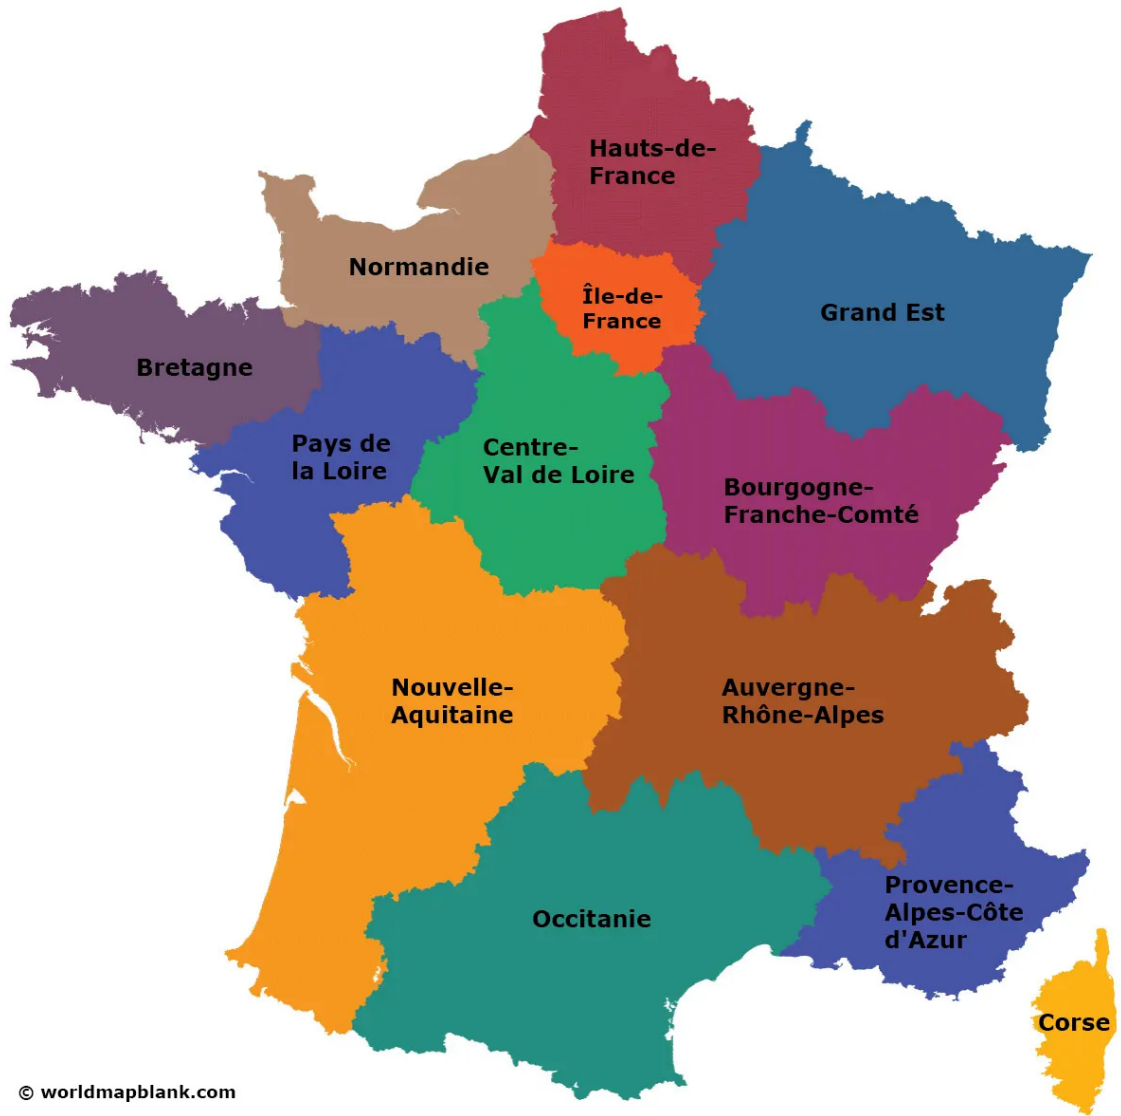 Hauts-de-
France
Normandie
Île-de-
France
Grand Est
Bretagne
Pays de
la Loire
Centre-
Val de Loire
Bourgogne-
Franche-Comté
Nouvelle-
Aquitaine
Auvergne-
Rhône-Alpes
Occitanie
Provence-
Alpes-Côte
d'Azur
Corse
© worldmapblank.com